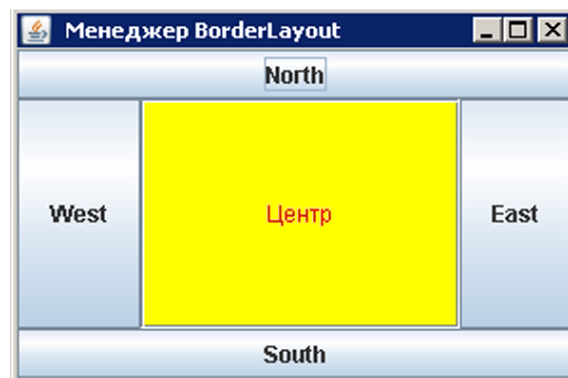 Менеджер BorderLayout
North
West
Центр
East
South